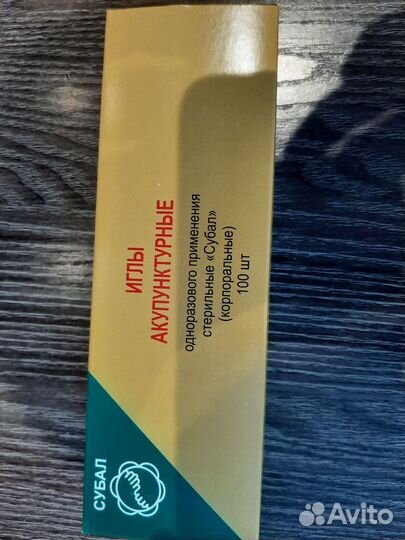 ИГЛЫ
АКУПУНКТУРНЫЕ
одноразового применения
стерильные «Субал»
(корпоральные)
100 шт
СУБАЛ
Avito